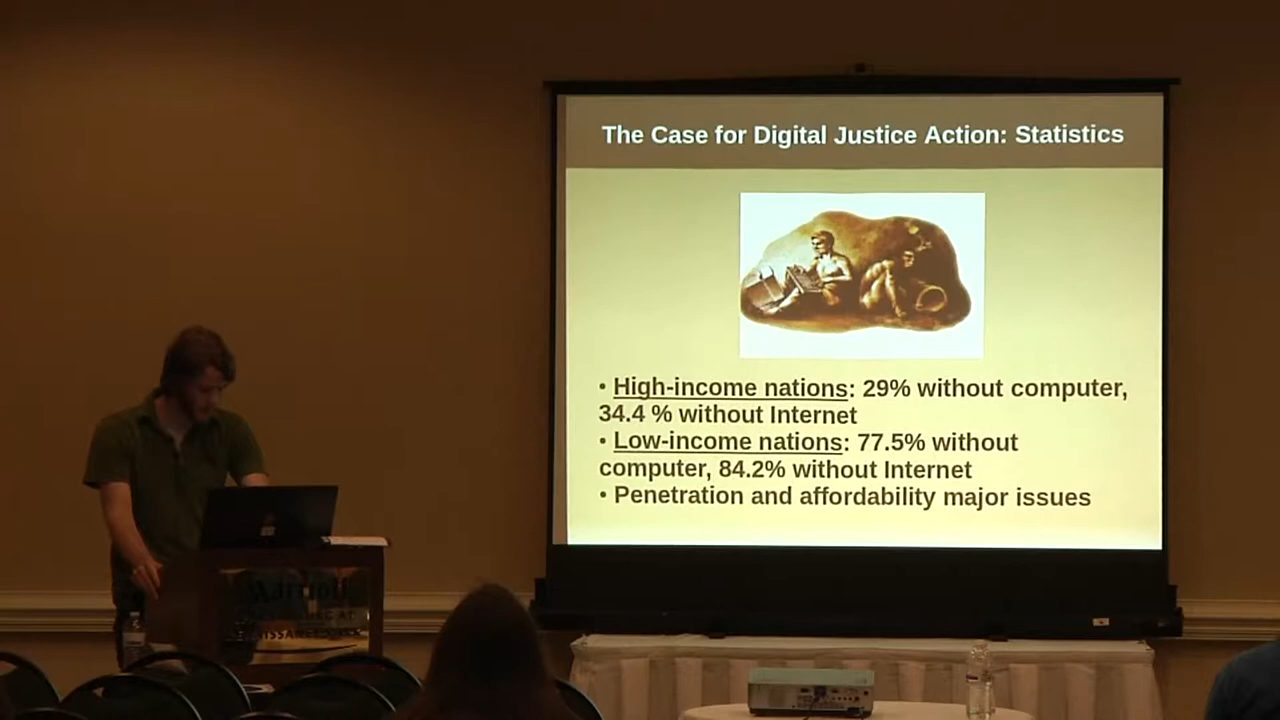 The Case for Digital Justice Action: Statistics
• High-income nations: 29% without computer,
34.4 % without Internet
• Low-income nations: 77.5% without
computer, 84.2% without Internet
• Penetration and affordability major issues
Marriott